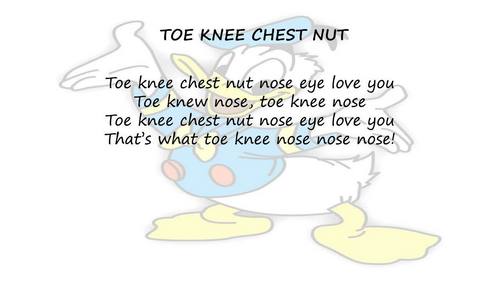 TOE KNEE CHEST NUT
Toe knee chest nut nose eye love you
Toe knew nose, toe knee nose
Toe knee chest nut nose eye love you
That's what toe knee nose nose nose!